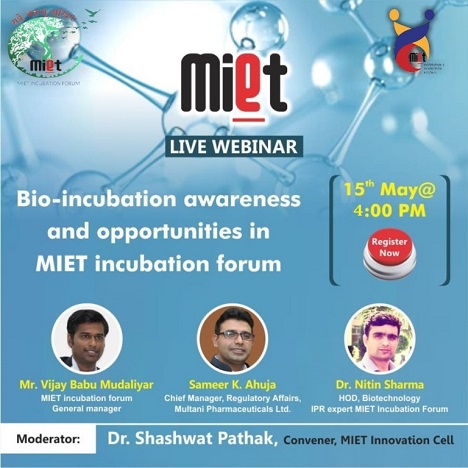 miet
MIET INCUBATION FORUM
miet
miet
LIVE WEBINAR
Bio-incubation awareness
and opportunities in
MIET incubation forum
15th May@
4:00 PM
Register
Now
Mr. Vijay Babu Mudaliyar
MIET Incubation forum
General manager
Sameer K. Ahuja
Chief Manager, Regulatory Affairs,
Multani Pharmaceuticals Ltd.
Dr. Nitin Sharma
HOD, Biotechnology
IPR expert MIET Incubation Forum
Moderator: Dr. Shashwat Pathak, Convener, MIET Innovation Cell